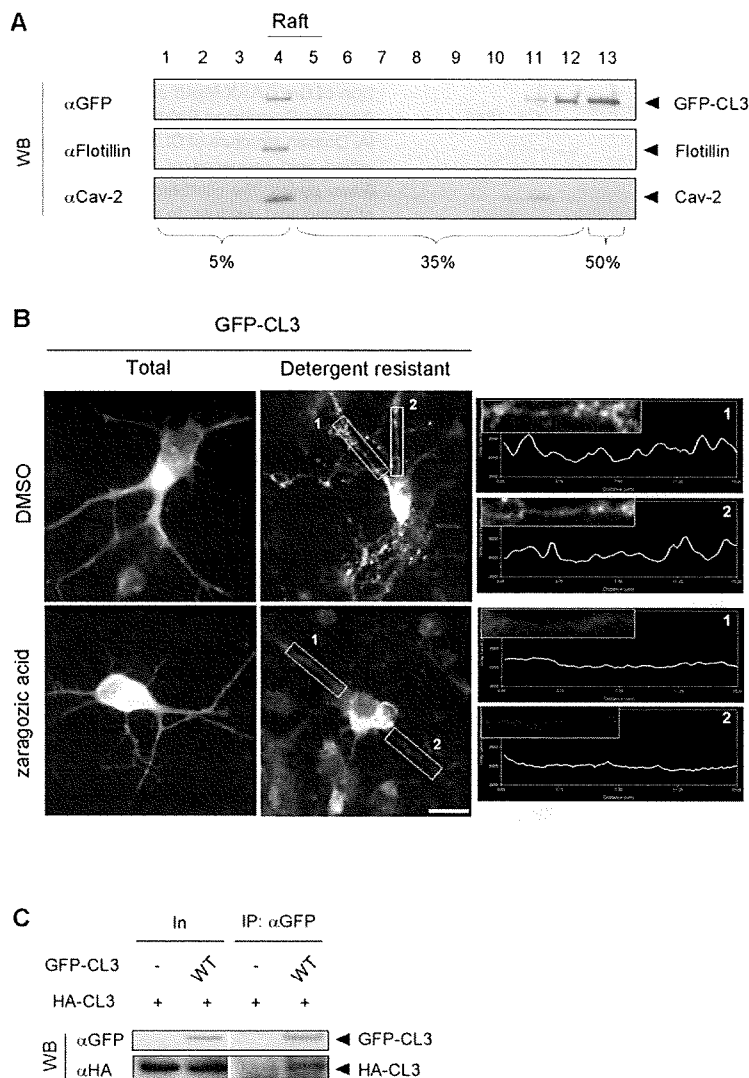 A
Raft
1 2 3 4 5 6 7 8 9 10 11 12 13
WB
αGFP
GFP-CL3
αFlotillin
Flotillin
αCav-2
Cav-2
5% 35% 50%
B
GFP-CL3
Total Detergent resistant
DMSO
1
2
1
2
zaragozic acid
1
2
1
2
C
In IP: αGFP
GFP-CL3 - WT - WT
HA-CL3 + + + +
WB
αGFP
GFP-CL3
αHA
HA-CL3